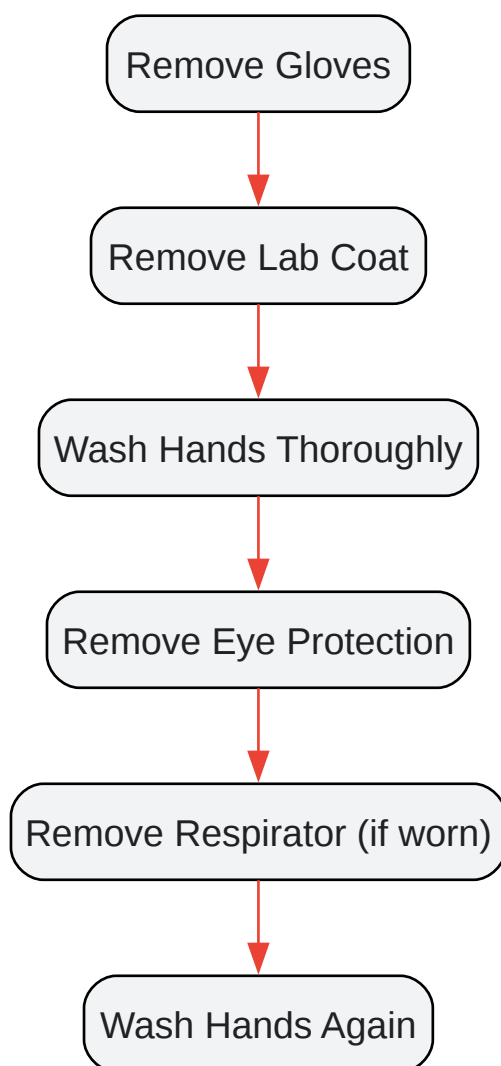 Remove Gloves
Remove Lab Coat
Wash Hands Thoroughly
Remove Eye Protection
Remove Respirator (if worn)
Wash Hands Again